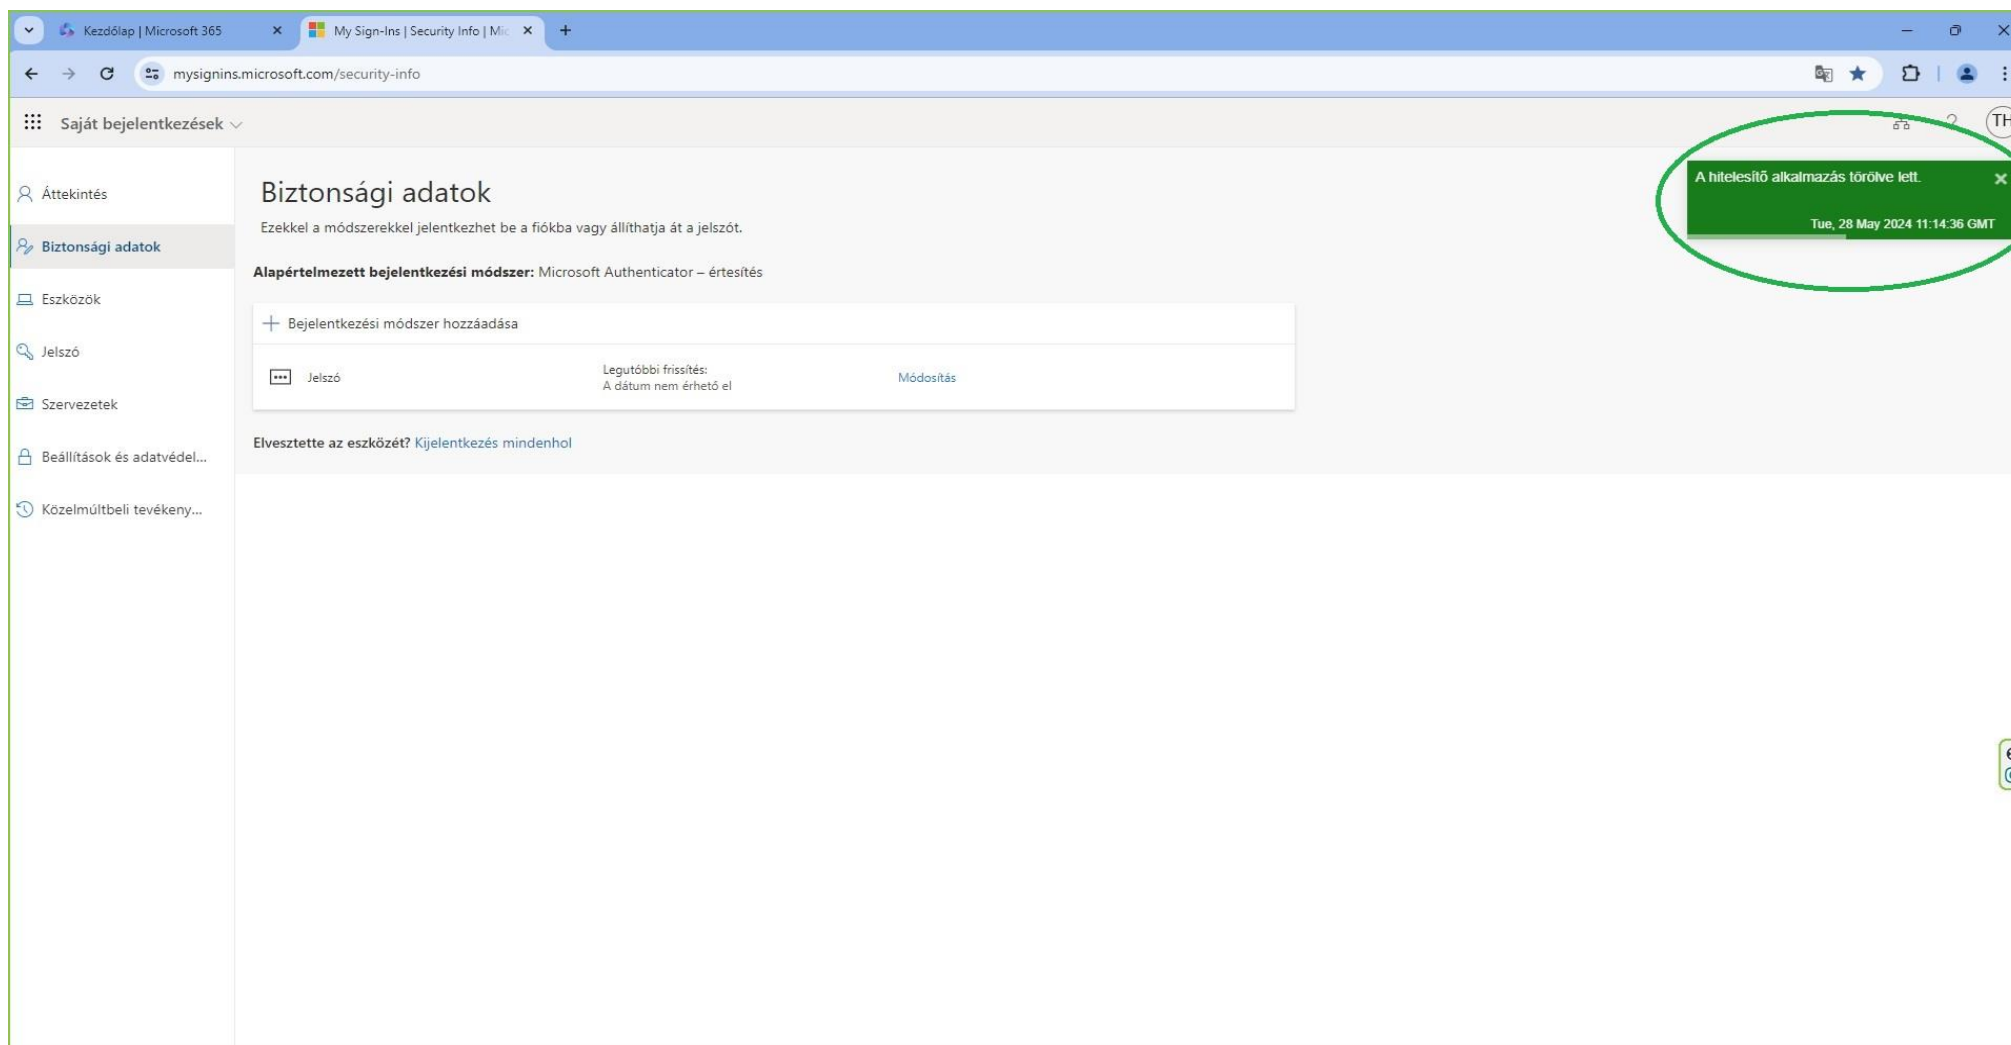 Kezdőlap | Microsoft 365
My Sign-Ins | Security Info | Mic
mysignins.microsoft.com/security-info
Saját bejelentkezések
?
TH
Áttekintés
Biztonsági adatok
Eszközök
Jelszó
Szervezetek
Beállítások és adatvédel...
Közelmúltbeli tevékeny...
Biztonsági adatok
Ezekkel a módszerekkel jelentkezhet be a fiókba vagy állíthatja át a jelszót.
Alapértelmezett bejelentkezési módszer: Microsoft Authenticator – értesítés
Bejelentkezési módszer hozzáadása
Jelszó
Legutóbbi frissítés:
A dátum nem érhető el
Módosítás
Elvesztette az eszközét? Kijelentkezés mindenhol
A hitelesítő alkalmazás törölve lett.
Tue, 28 May 2024 11:14:36 GMT